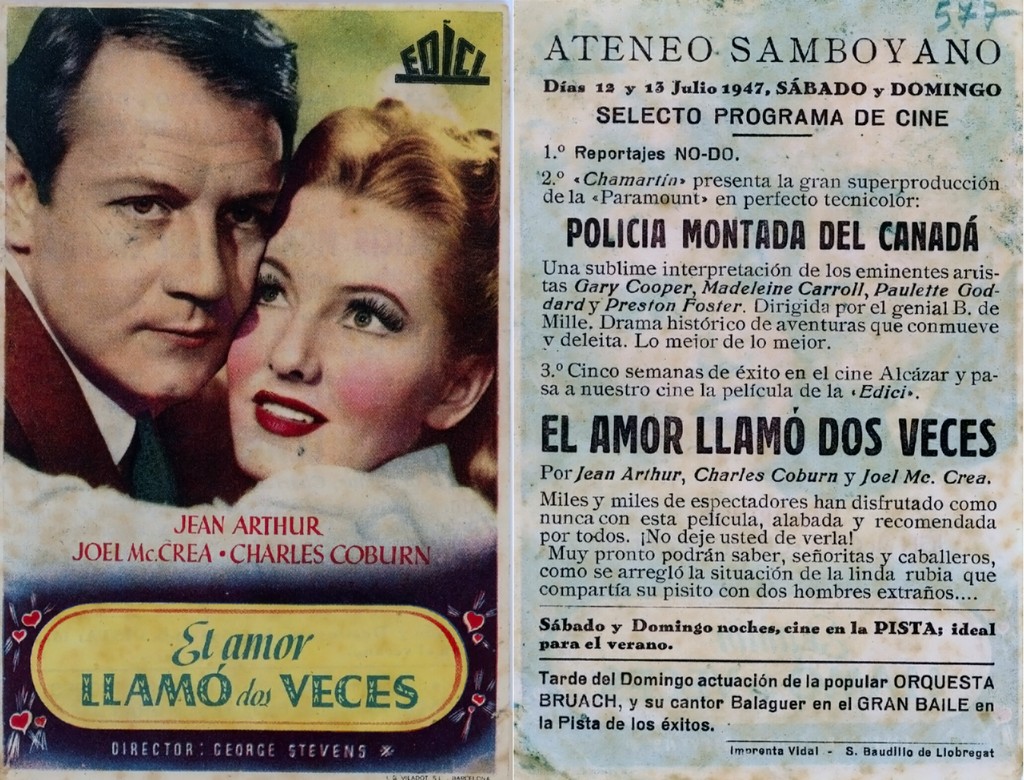 EDICI
JEAN ARTHUR
JOEL Mc.CREA • CHARLES COBURN
El amor
LLAMÓ dos VECES
DIRECTOR: GEORGE STEVENS
I. G. VILADOT S.L. BARCELONA
577-
ATENEO SAMBOYANO
Días 12 y 13 Julio 1947, SÁBADO y DOMINGO
SELECTO PROGRAMA DE CINE
1.º Reportajes NO-DO.
2.º «Chamartín» presenta la gran superproducción
de la «Paramount» en perfecto tecnicolor:
POLICIA MONTADA DEL CANADÁ
Una sublime interpretación de los eminentes artis-
tas Gary Cooper, Madeleine Carroll, Paulette God-
dard y Preston Foster. Dirigida por el genial B. de
Mille. Drama histórico de aventuras que conmueve
y deleita. Lo mejor de lo mejor.
3.º Cinco semanas de éxito en el cine Alcázar y pa-
sa a nuestro cine la película de la «Edici».
EL AMOR LLAMÓ DOS VECES
Por Jean Arthur, Charles Coburn y Joel Mc. Crea.
Miles y miles de espectadores han disfrutado como
nunca con esta película, alabada y recomendada
por todos. ¡No deje usted de verla!
Muy pronto podrán saber, señoritas y caballeros,
como se arregló la situación de la linda rubia que
compartía su pisito con dos hombres extraños....
Sábado y Domingo noches, cine en la PISTA; ideal
para el verano.
Tarde del Domingo actuación de la popular ORQUESTA
BRUACH, y su cantor Balaguer en el GRAN BAILE en
la Pista de los éxitos.
Imprenta Vidal - S. Baudilio de Llobregat